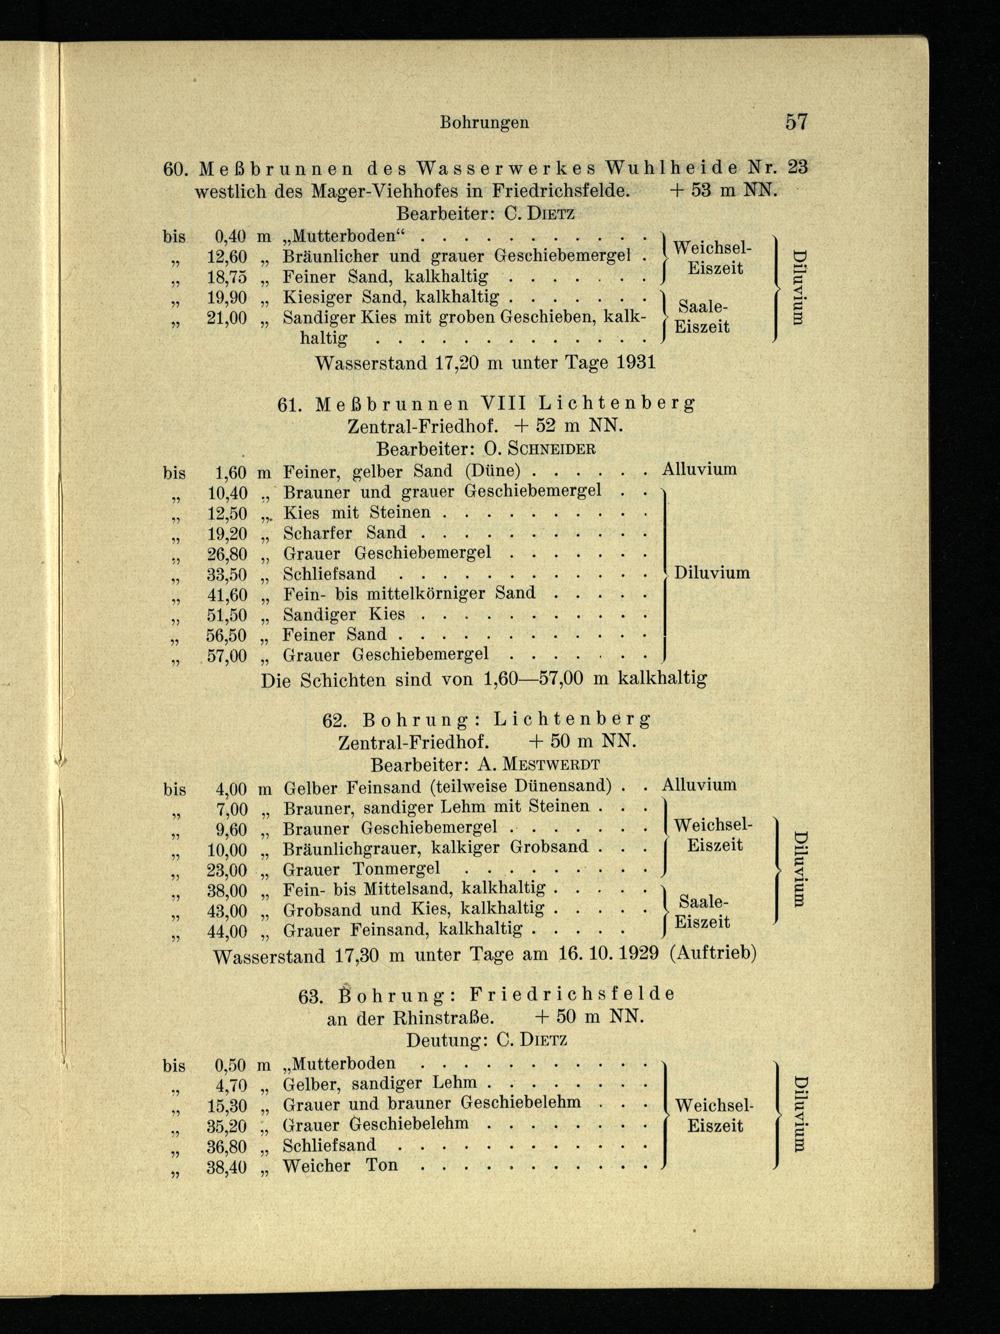 Bohrungen 57
60. Meßbrunnen des Wasserwerkes Wuhlheide Nr. 23
westlich des Mager-Viehhofes in Friedrichsfelde. + 53 m NN.
Bearbeiter: C. DIETZ
bis 0,40 m „Mutterboden“ . . . . . . . . . . .
„ 12,60 „ Bräunlicher und grauer Geschiebemergel . Weichsel-
„ 18,75 „ Feiner Sand, kalkhaltig . . . . . . . Eiszeit
„ 19,90 „ Kiesiger Sand, kalkhaltig . . . . . . . Saale-
„ 21,00 „ Sandiger Kies mit groben Geschieben, kalk- Eiszeit
haltig . . . . . . . . . . . . .
Diluvium
Wasserstand 17,20 m unter Tage 1931
61. Meßbrunnen VIII Lichtenberg
Zentral-Friedhof. + 52 m NN.
Bearbeiter: O. SCHNEIDER
bis 1,60 m Feiner, gelber Sand (Düne) . . . . . . Alluvium
„ 10,40 „ Brauner und grauer Geschiebemergel . .
„ 12,50 „ Kies mit Steinen . . . . . . . . . .
„ 19,20 „ Scharfer Sand . . . . . . . . . . .
„ 26,80 „ Grauer Geschiebemergel . . . . . . .
„ 33,50 „ Schliefsand . . . . . . . . . . . . Diluvium
„ 41,60 „ Fein- bis mittelkörniger Sand . . . . .
„ 51,50 „ Sandiger Kies . . . . . . . . . . .
„ 56,50 „ Feiner Sand . . . . . . . . . . . .
„ 57,00 „ Grauer Geschiebemergel . . . . . . .
Die Schichten sind von 1,60—57,00 m kalkhaltig
62. Bohrung: Lichtenberg
Zentral-Friedhof. + 50 m NN.
Bearbeiter: A. MESTWERDT
bis 4,00 m Gelber Feinsand (teilweise Dünensand) . . Alluvium
„ 7,00 „ Brauner, sandiger Lehm mit Steinen . . .
„ 9,60 „ Brauner Geschiebemergel . . . . . . . Weichsel-
„ 10,00 „ Bräunlichgrauer, kalkiger Grobsand . . . Eiszeit
„ 23,00 „ Grauer Tonmergel . . . . . . . . .
„ 38,00 „ Fein- bis Mittelsand, kalkhaltig . . . . .
„ 43,00 „ Grobsand und Kies, kalkhaltig . . . . . Saale-
„ 44,00 „ Grauer Feinsand, kalkhaltig . . . . . Eiszeit
Diluvium
Wasserstand 17,30 m unter Tage am 16. 10. 1929 (Auftrieb)
63. Bohrung: Friedrichsfelde
an der Rhinstraße. + 50 m NN.
Deutung: C. DIETZ
bis 0,50 m „Mutterboden . . . . . . . . . . .
„ 4,70 „ Gelber, sandiger Lehm . . . . . . . .
„ 15,30 „ Grauer und brauner Geschiebelehm . . . Weichsel-
„ 35,20 „ Grauer Geschiebelehm . . . . . . . . Eiszeit
„ 36,80 „ Schliefsand . . . . . . . . . . . .
„ 38,40 „ Weicher Ton . . . . . . . . . . .
Diluvium